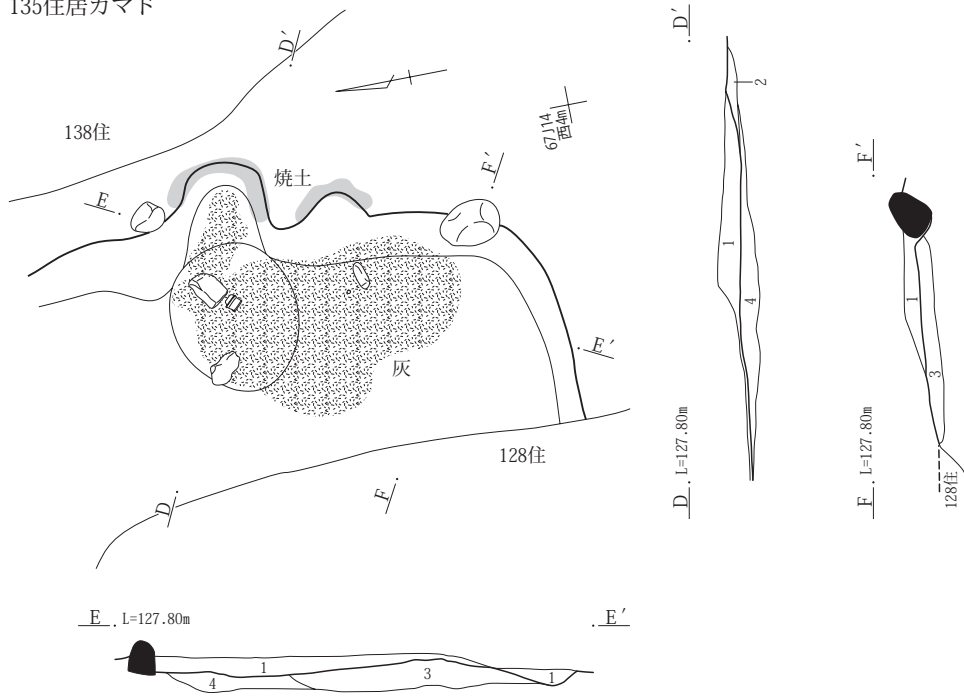 135住居カマド
D′
138住
67J14
西4m
焼土
F′
E
E′
灰
128住
D
F
E L=127.80m E′
1
3
4
1
D′
2
1
4
D L=127.80m
F′
1
3
F L=127.80m
128住